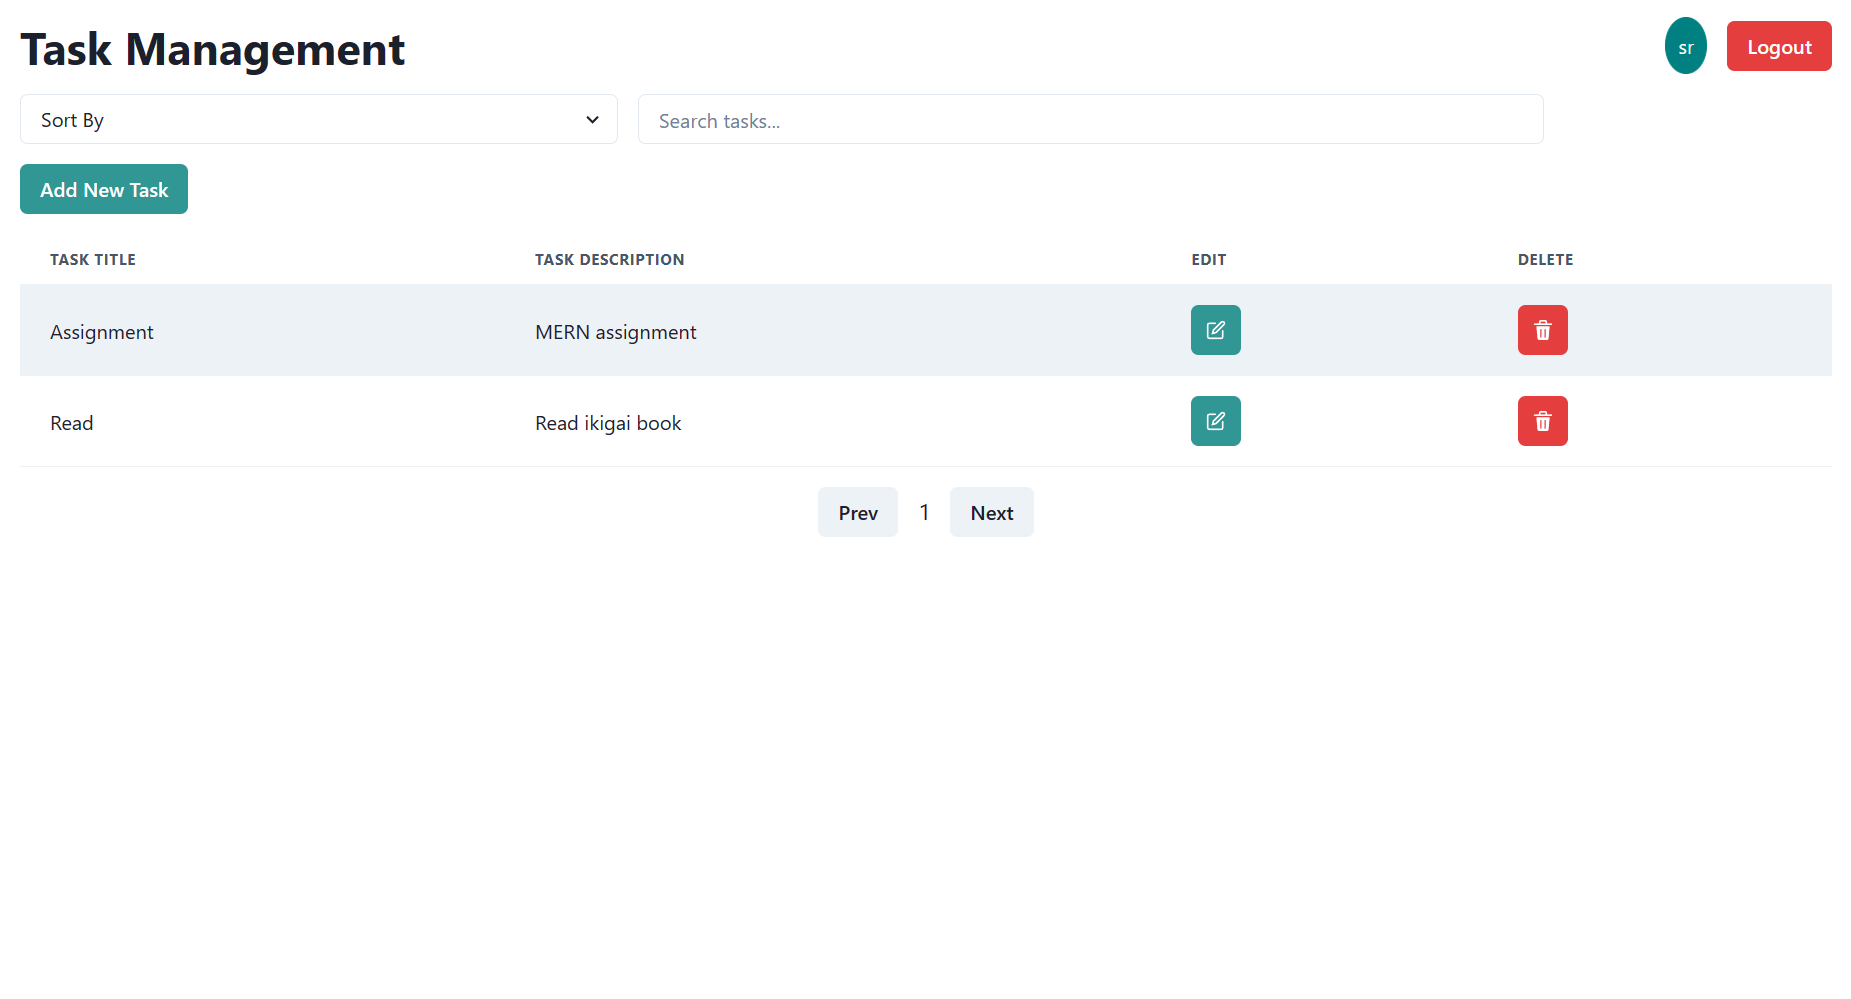 Task Management
sr
Logout
Sort By
Search tasks...
Add New Task
TASK TITLE TASK DESCRIPTION EDIT DELETE
Assignment MERN assignment
Read Read ikigai book
Prev 1 Next